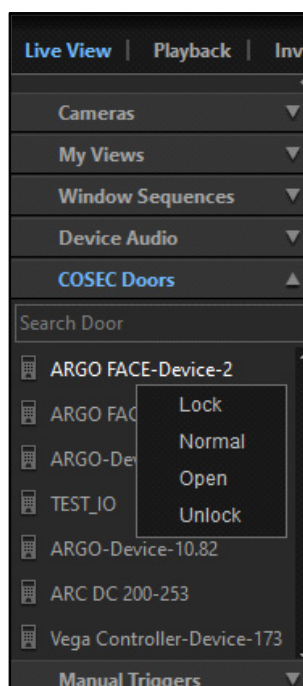 Live View | Playback | Inv
Cameras
My Views
Window Sequences
Device Audio
COSEC Doors
Search Door
ARGO FACE-Device-2
ARGO FAC
Lock
ARGO-Dev
Normal
Open
TEST_IO
Unlock
ARGO-Device-10.82
ARC DC 200-253
Vega Controller-Device-173
Manual Triggers